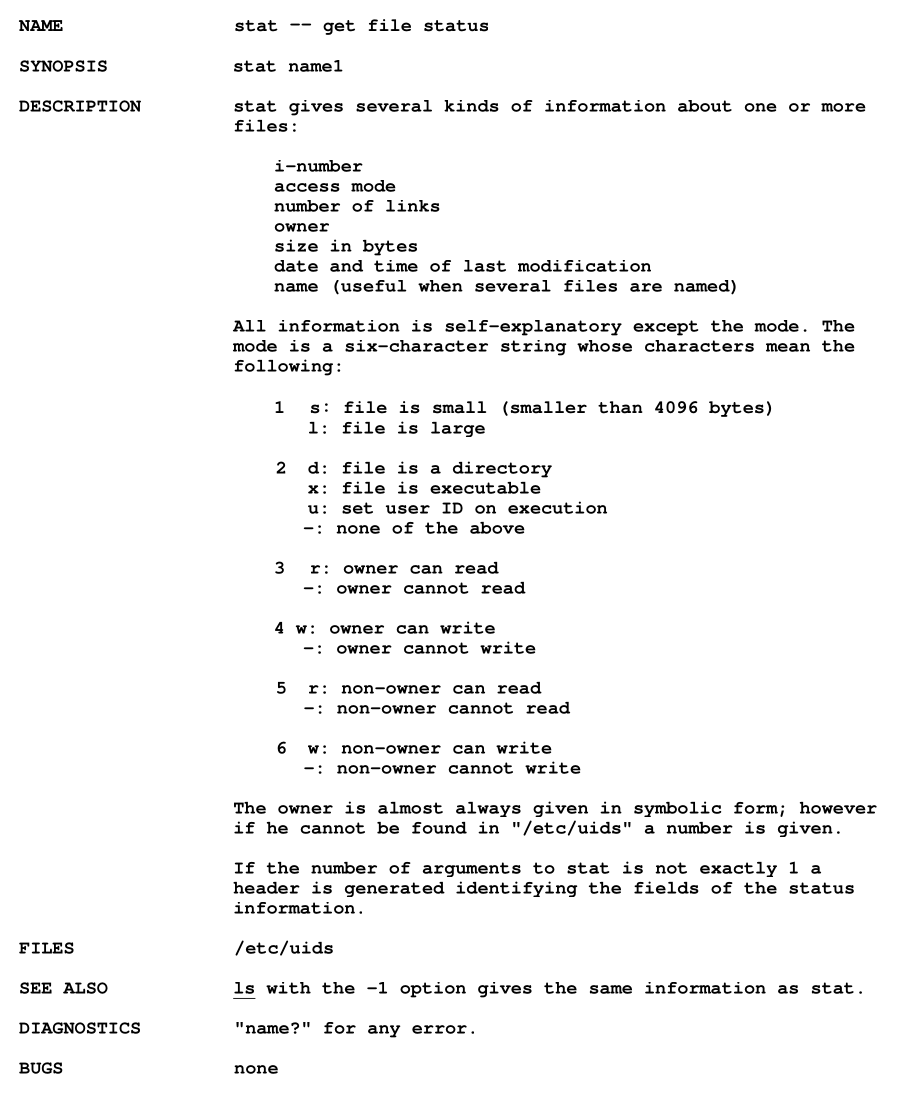 NAME stat -- get file status
SYNOPSIS stat name1
DESCRIPTION stat gives several kinds of information about one or more
files:
i-number
access mode
number of links
owner
size in bytes
date and time of last modification
name (useful when several files are named)
All information is self-explanatory except the mode. The
mode is a six-character string whose characters mean the
following:
1 s: file is small (smaller than 4096 bytes)
l: file is large
2 d: file is a directory
x: file is executable
u: set user ID on execution
-: none of the above
3 r: owner can read
-: owner cannot read
4 w: owner can write
-: owner cannot write
5 r: non-owner can read
-: non-owner cannot read
6 w: non-owner can write
-: non-owner cannot write
The owner is almost always given in symbolic form; however
if he cannot be found in "/etc/uids" a number is given.
If the number of arguments to stat is not exactly 1 a
header is generated identifying the fields of the status
information.
FILES /etc/uids
SEE ALSO ls with the -1 option gives the same information as stat.
DIAGNOSTICS "name?" for any error.
BUGS none